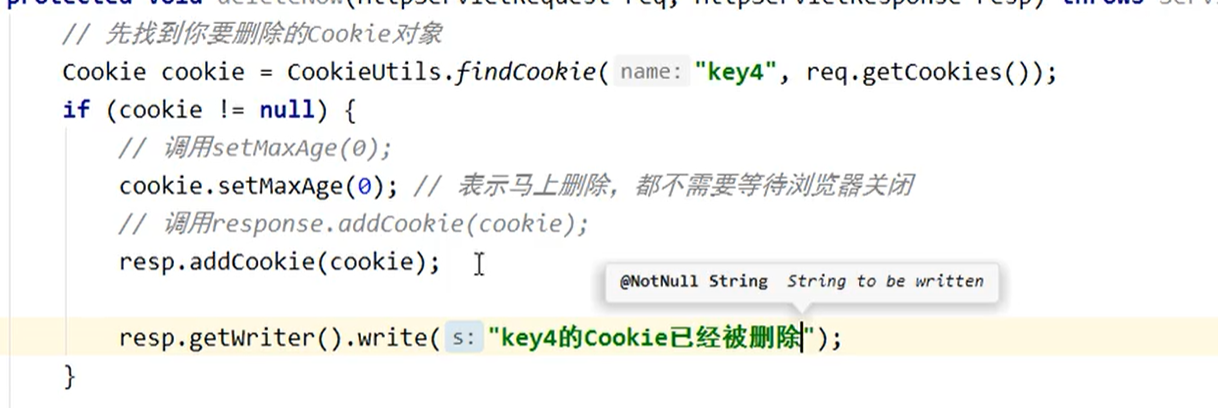 protected void deleteNow(HttpServletRequest req, HttpServletResponse resp) throws Servl
// 先找到你要删除的Cookie对象
Cookie cookie = CookieUtils.findCookie( name: "key4", req.getCookies());
if (cookie != null) {
// 调用setMaxAge(0);
cookie.setMaxAge(0); // 表示马上删除，都不需要等待浏览器关闭
// 调用response.addCookie(cookie);
resp.addCookie(cookie);
@NotNull String String to be written
resp.getWriter().write( s: "key4的Cookie已经被删除");
}